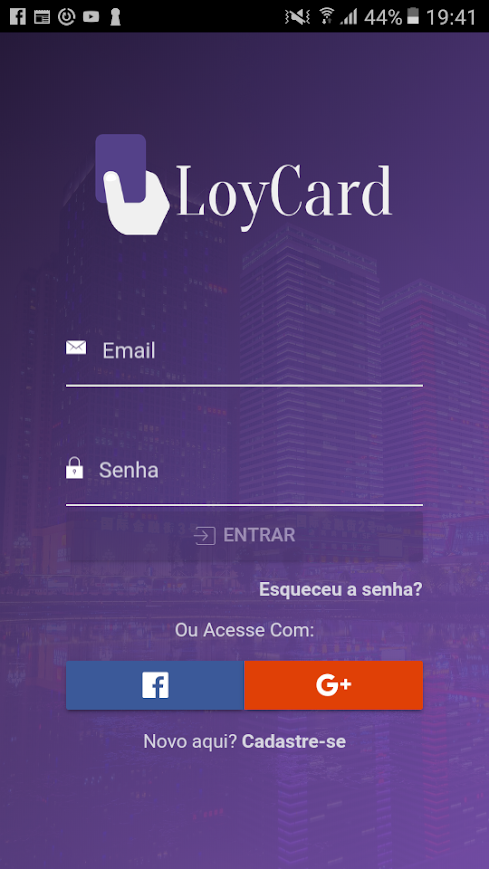 44% 19:41
LoyCard
Email
Senha
ENTRAR
Esqueceu a senha?
Ou Acesse Com:
G+
Novo aqui? Cadastre-se